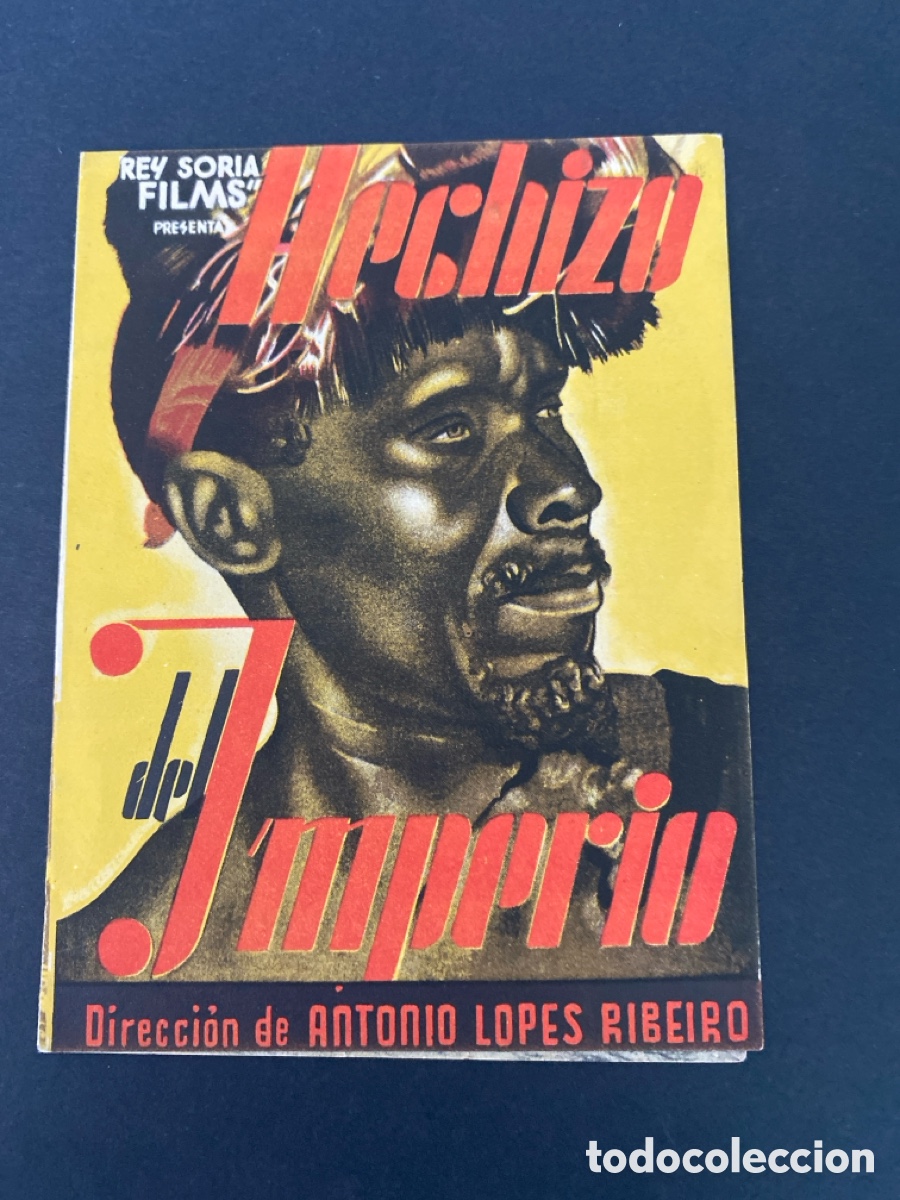 REY SORIA
FILMS"
PRESENTA
Hechizo
del
Imperio
Dirección de ANTONIO LOPES RIBEIRO
todocoleccion